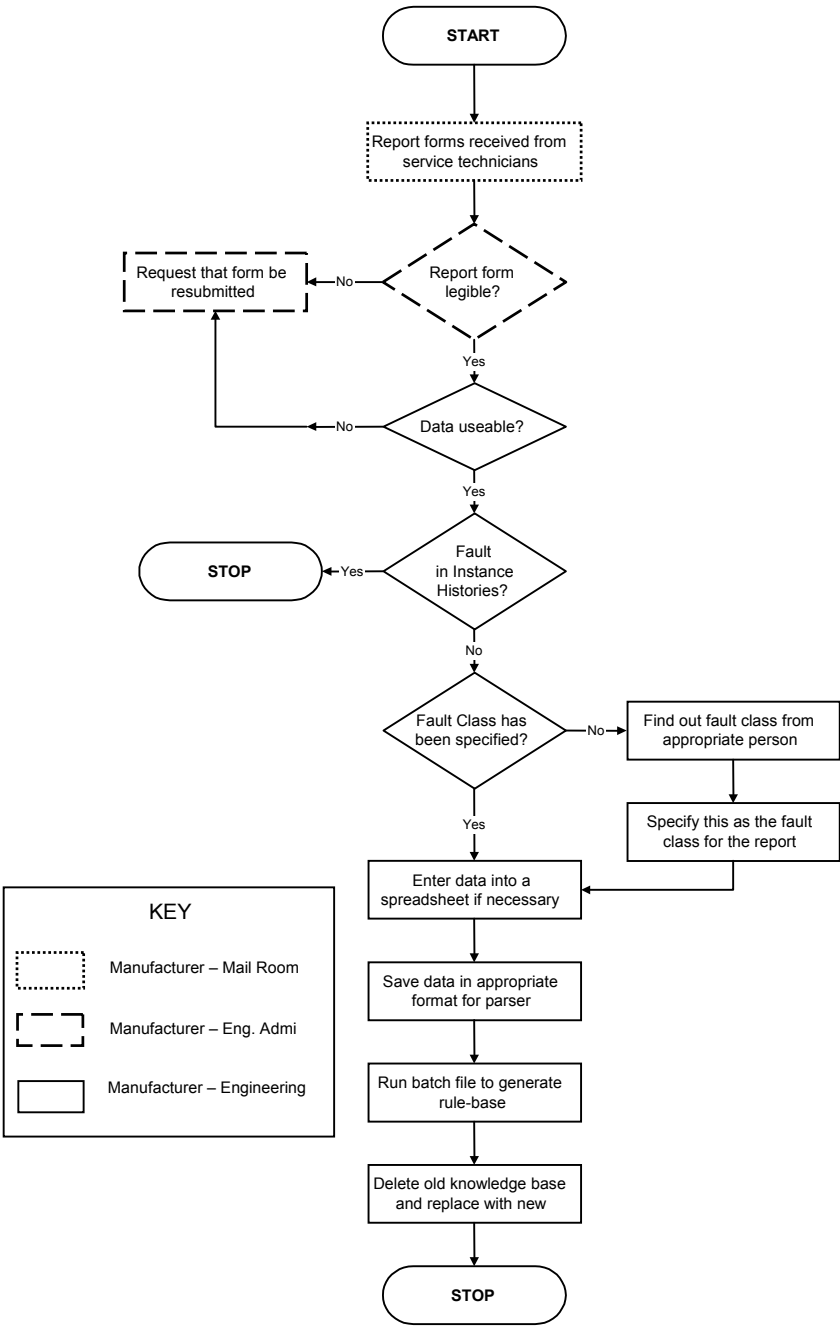 START
Report forms received from
service technicians
Request that form be
resubmitted
No
Report form
legible?
Yes
No
Data useable?
Yes
STOP
Yes
Fault
in Instance
Histories?
No
Fault Class has
been specified?
No
Find out fault class from
appropriate person
Yes
Specify this as the fault
class for the report
Enter data into a
spreadsheet if necessary
KEY
Manufacturer – Mail Room
Manufacturer – Eng. Admi
Manufacturer – Engineering
Save data in appropriate
format for parser
Run batch file to generate
rule-base
Delete old knowledge base
and replace with new
STOP